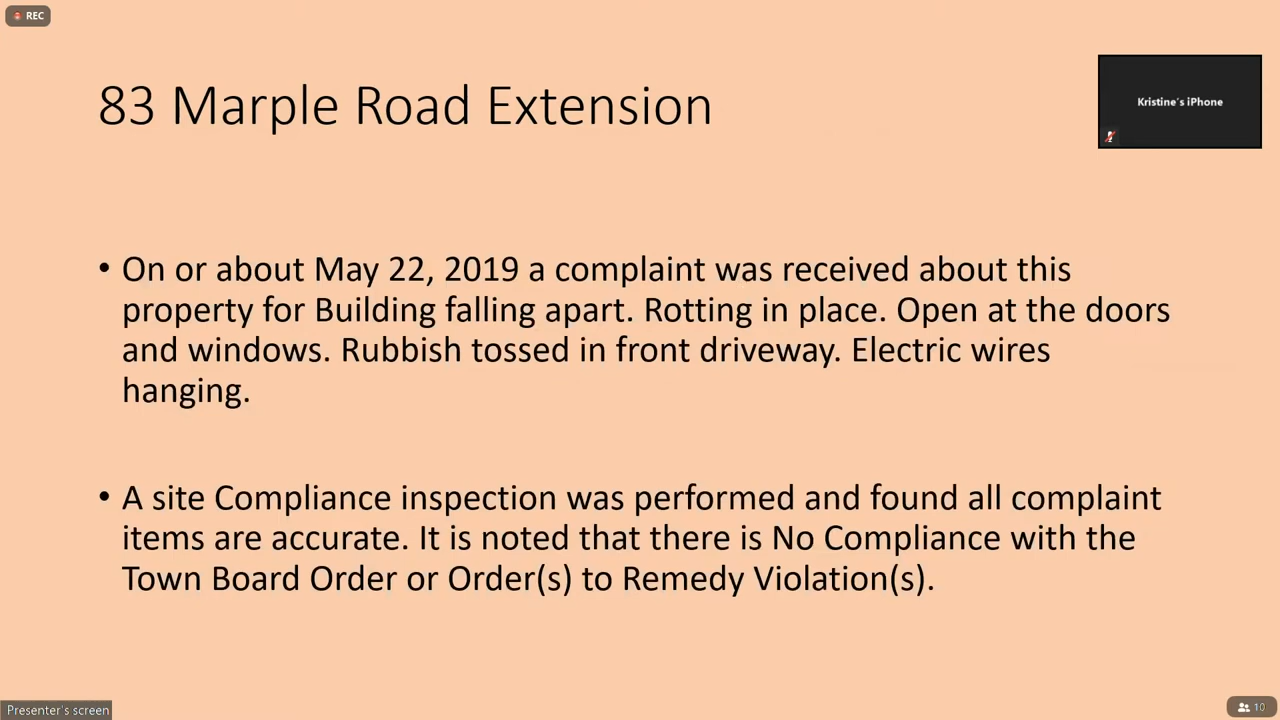 REC
83 Marple Road Extension
Kristine's iPhone
• On or about May 22, 2019 a complaint was received about this
property for Building falling apart. Rotting in place. Open at the doors
and windows. Rubbish tossed in front driveway. Electric wires
hanging.
• A site Compliance inspection was performed and found all complaint
items are accurate. It is noted that there is No Compliance with the
Town Board Order or Order(s) to Remedy Violation(s).
Presenter's screen
10